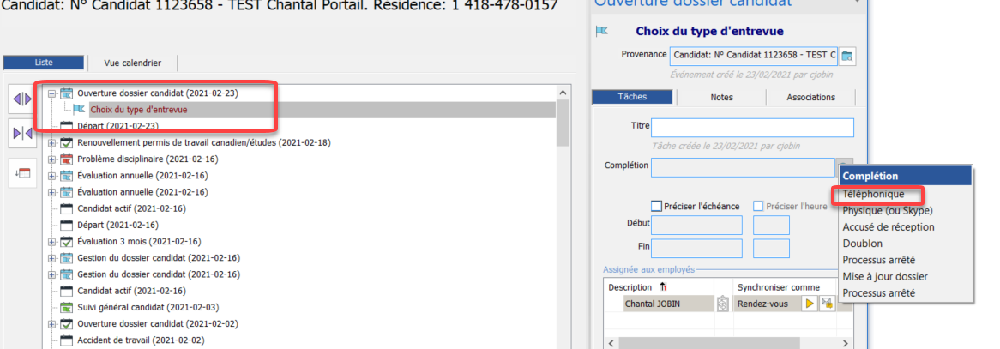 Candidat: Nº Candidat 1123658 - TEST Chantal Portail. Residence: 1 418-478-0157
Liste
Vue calendrier
Ouverture dossier candidat (2021-02-23)
Choix du type d'entrevue
Départ (2021-02-23)
Renouvellement permis de travail canadien/études (2021-02-18)
Problème disciplinaire (2021-02-16)
Évaluation annuelle (2021-02-16)
Évaluation annuelle (2021-02-16)
Candidat actif (2021-02-16)
Départ (2021-02-16)
Évaluation 3 mois (2021-02-16)
Gestion du dossier candidat (2021-02-16)
Gestion du dossier candidat (2021-02-16)
Candidat actif (2021-02-16)
Suivi général candidat (2021-02-03)
Ouverture dossier candidat (2021-02-02)
Accident de travail (2021-02-02)
Ouverture dossier candidat
Choix du type d'entrevue
Provenance Candidat: Nº Candidat 1123658 - TEST C
Événement créé le 23/02/2021 par cjobin
Tâches
Notes
Associations
Titre
Tâche créée le 23/02/2021 par cjobin
Complétion
Préciser l'échéance
Préciser l'heure
Début
Fin
Assignée aux employés
Description
Synchroniser comme
Chantal JOBIN
Rendez-vous
Complétion
Téléphonique
Physique (ou Skype)
Accusé de réception
Doublon
Processus arrêté
Mise à jour dossier
Processus arrêté